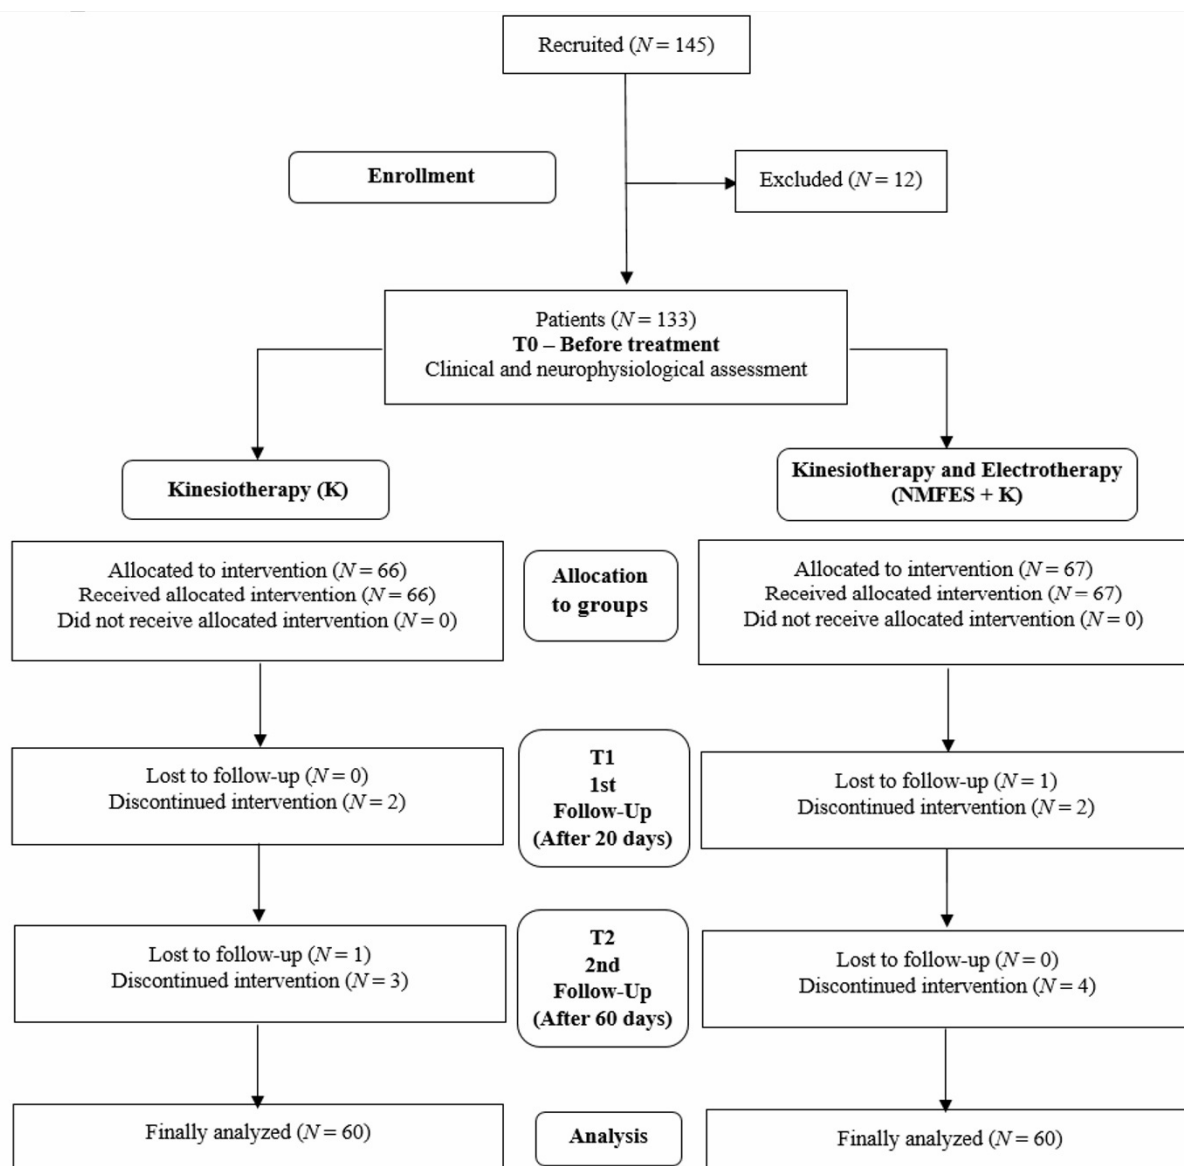 Recruited (N = 145)
Enrollment
Excluded (N = 12)
Patients (N = 133)
T0 – Before treatment
Clinical and neurophysiological assessment
Kinesiotherapy (K)
Kinesiotherapy and Electrotherapy
(NMFES + K)
Allocated to intervention (N = 66)
Received allocated intervention (N = 66)
Did not receive allocated intervention (N = 0)
Allocation
to groups
Allocated to intervention (N = 67)
Received allocated intervention (N = 67)
Did not receive allocated intervention (N = 0)
Lost to follow-up (N = 0)
Discontinued intervention (N = 2)
T1
1st
Follow-Up
(After 20 days)
Lost to follow-up (N = 1)
Discontinued intervention (N = 2)
Lost to follow-up (N = 1)
Discontinued intervention (N = 3)
T2
2nd
Follow-Up
(After 60 days)
Lost to follow-up (N = 0)
Discontinued intervention (N = 4)
Finally analyzed (N = 60)
Analysis
Finally analyzed (N = 60)